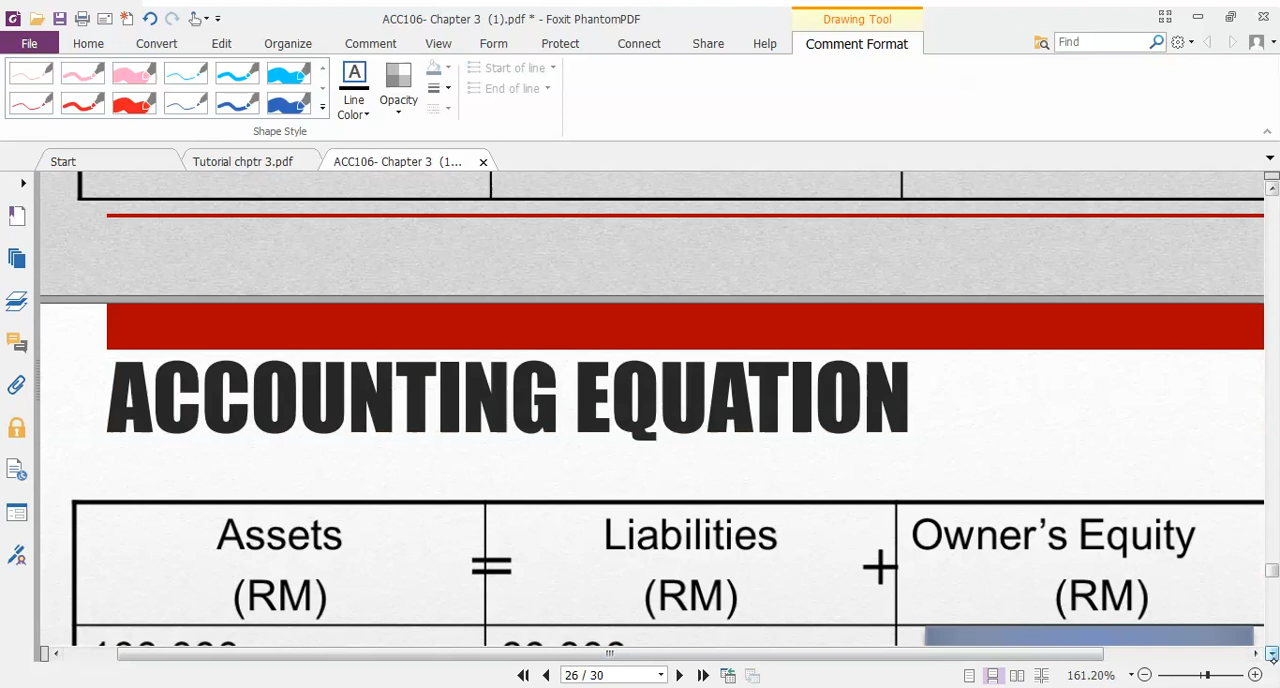 ACC106- Chapter 3 (1).pdf * - Foxit PhantomPDF
Drawing Tool
File Home Convert Edit Organize Comment View Form Protect Connect Share Help Comment Format
Find
A
Line Color
Opacity
Start of line
End of line
Shape Style
Start
Tutorial chptr 3.pdf
ACC106- Chapter 3 (1...
ACCOUNTING EQUATION
Assets = Liabilities + Owner's Equity
(RM) (RM) (RM)
26 / 30
161.20%